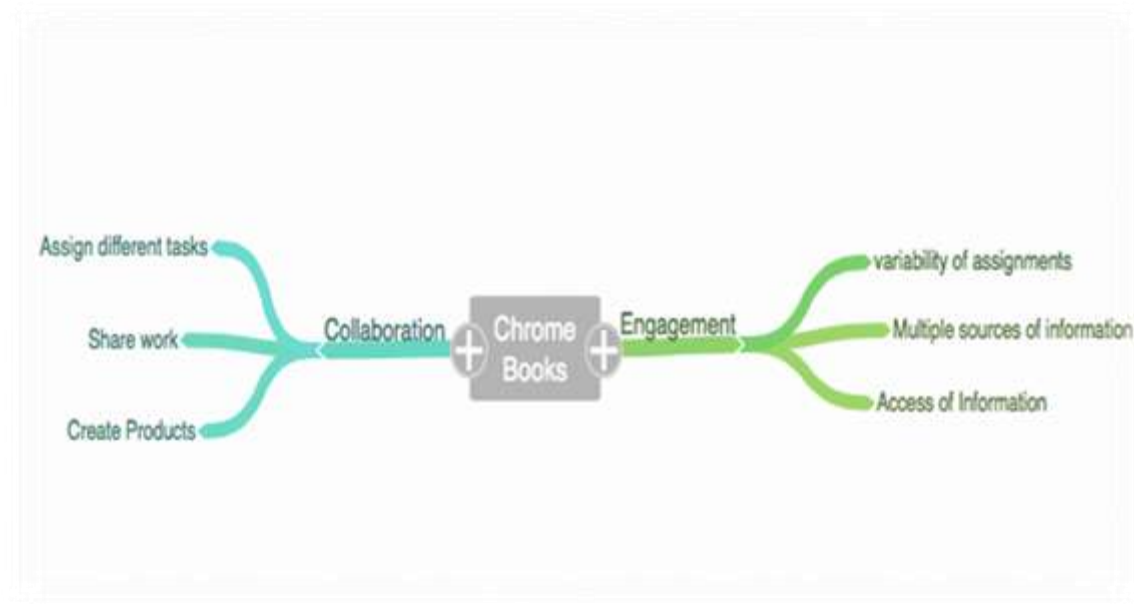 Assign different tasks
Share work
Create Products
Collaboration
Chrome
Books
Engagement
variability of assignments
Multiple sources of information
Access of Information